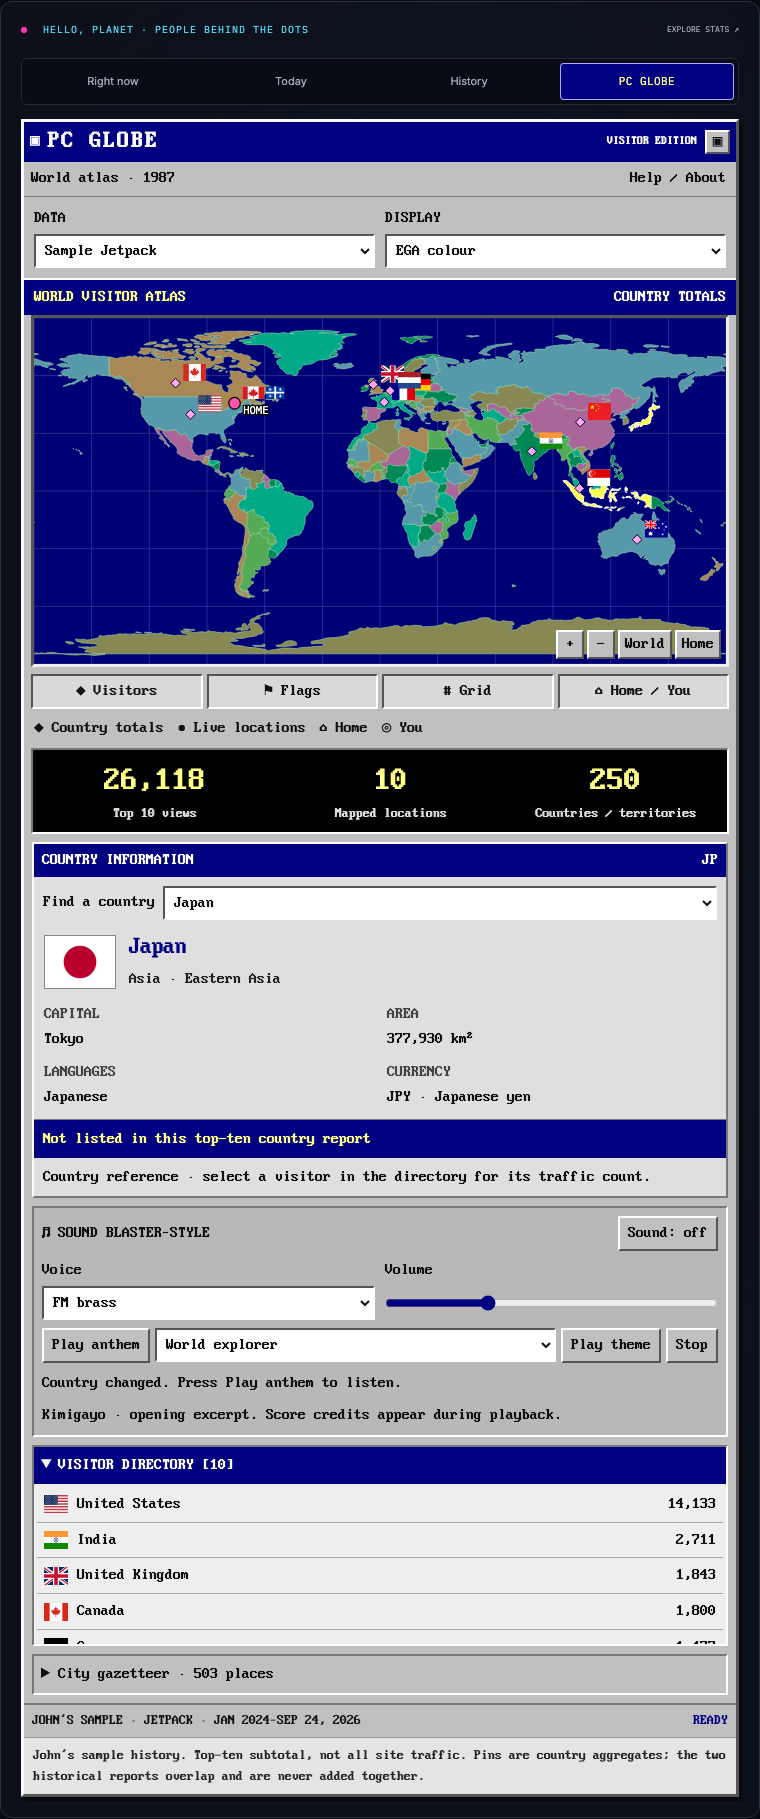 HELLO, PLANET · PEOPLE BEHIND THE DOTS
EXPLORE STATS ↗
Right now
Today
History
PC GLOBE
▣ PC GLOBE
VISITOR EDITION ▣
World atlas · 1987
Help / About
DATA
DISPLAY
Sample Jetpack
EGA colour
WORLD VISITOR ATLAS
COUNTRY TOTALS
HOME
+
−
World
Home
◆ Visitors
⚑ Flags
# Grid
⌂ Home / You
◆ Country totals ● Live locations ⌂ Home ◎ You
26,118
10
250
Top 10 views
Mapped locations
Countries / territories
COUNTRY INFORMATION
JP
Find a country
Japan
Japan
Asia · Eastern Asia
CAPITAL
AREA
Tokyo
377,930 km²
LANGUAGES
CURRENCY
Japanese
JPY · Japanese yen
Not listed in this top-ten country report
Country reference · select a visitor in the directory for its traffic count.
♬ SOUND BLASTER-STYLE
Sound: off
Voice
Volume
FM brass
Play anthem
World explorer
Play theme
Stop
Country changed. Press Play anthem to listen.
Kimigayo · opening excerpt. Score credits appear during playback.
▼ VISITOR DIRECTORY [10]
United States 14,133
India 2,711
United Kingdom 1,843
Canada 1,800
▶ City gazetteer · 503 places
JOHN'S SAMPLE · JETPACK · JAN 2024-SEP 24, 2026
READY
John's sample history. Top-ten subtotal, not all site traffic. Pins are country aggregates; the two
historical reports overlap and are never added together.